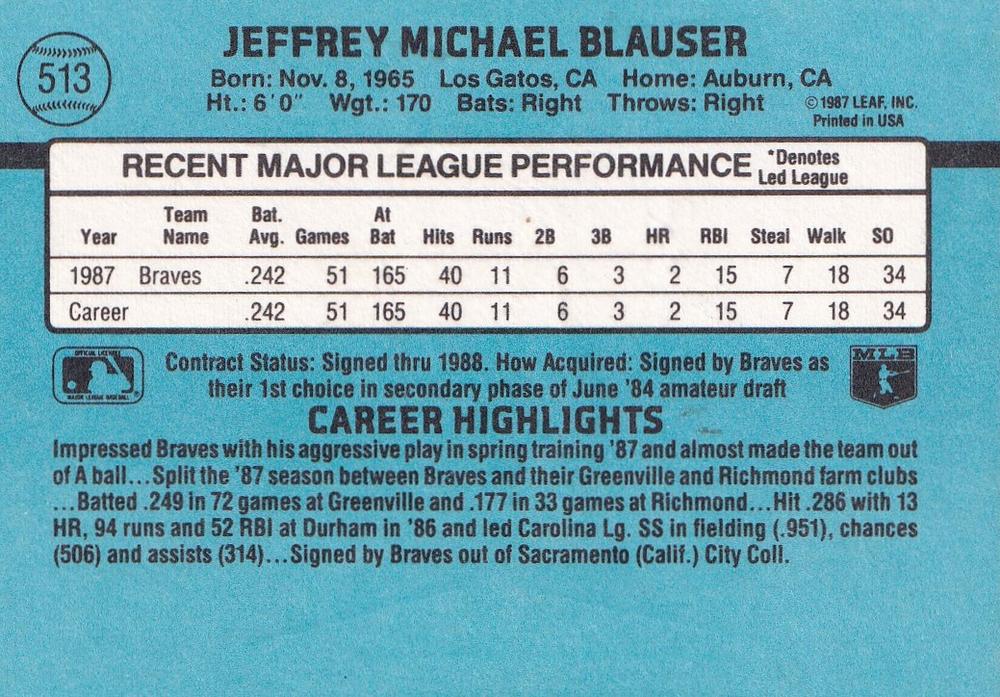 513
JEFFREY MICHAEL BLAUSER
Born: Nov. 8, 1965 Los Gatos, CA Home: Auburn, CA
Ht.: 6'0" Wgt.: 170 Bats: Right Throws: Right
©1987 LEAF, INC.
Printed in USA
RECENT MAJOR LEAGUE PERFORMANCE *Denotes Led League
Year Team Name Bat. Avg. Games At Bat Hits Runs 2B 3B HR RBI Steal Walk SO
1987 Braves .242 51 165 40 11 6 3 2 15 7 18 34
Career .242 51 165 40 11 6 3 2 15 7 18 34
OFFICIAL LICENSEE
MAJOR LEAGUE BASEBALL
Contract Status: Signed thru 1988. How Acquired: Signed by Braves as
their 1st choice in secondary phase of June '84 amateur draft
MLB
CAREER HIGHLIGHTS
Impressed Braves with his aggressive play in spring training '87 and almost made the team out
of A ball...Split the '87 season between Braves and their Greenville and Richmond farm clubs
...Batted .249 in 72 games at Greenville and .177 in 33 games at Richmond...Hit .286 with 13
HR, 94 runs and 52 RBI at Durham in '86 and led Carolina Lg. SS in fielding (.951), chances
(506) and assists (314)...Signed by Braves out of Sacramento (Calif.) City Coll.